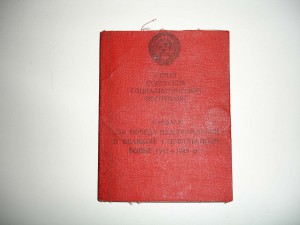 СОЮЗ
СОВЕТСКИХ
СОЦИАЛИСТИЧЕСКИХ
РЕСПУБЛИК
ЗА ПОБЕДУ НАД ГЕРМАНИЕЙ
В ВЕЛИКОЙ ОТЕЧЕСТВЕННОЙ
ВОЙНЕ 1941–1945 гг.